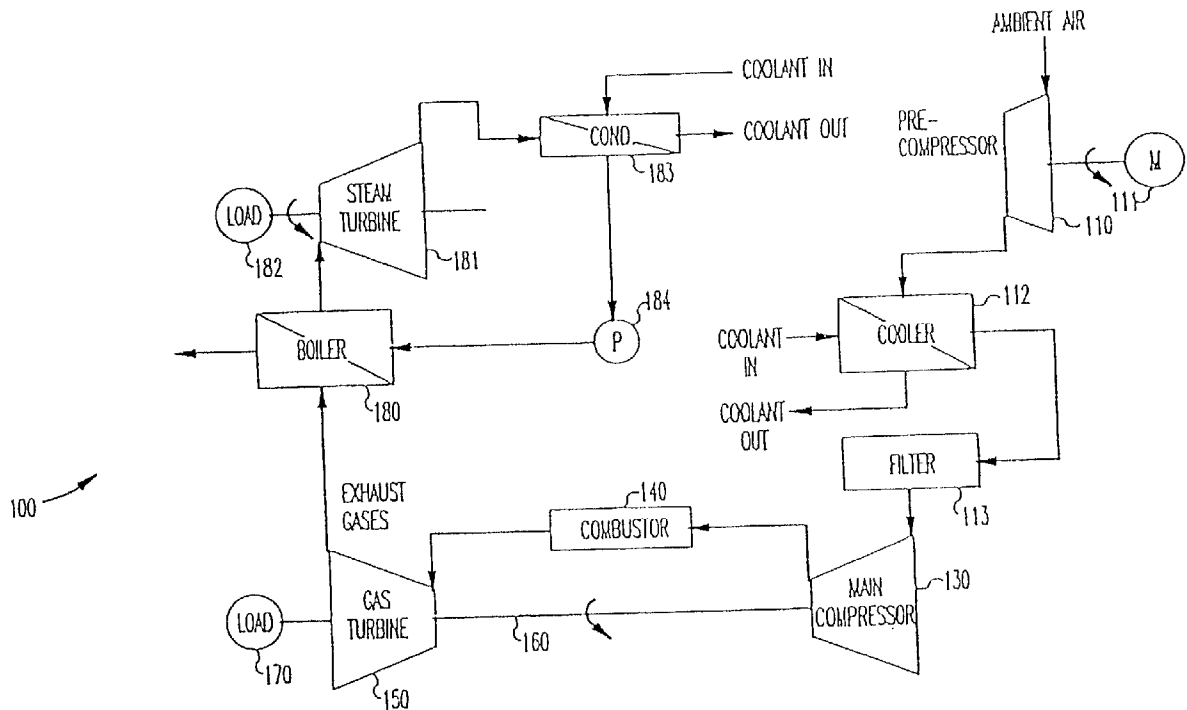 AMBIENT AIR
COOLANT IN
PRE-
COMPRESSOR
COND
COOLANT OUT
M
183
111
110
STEAM
TURBINE
LOAD
181
182
112
184
COOLER
P
COOLANT
IN
BOILER
180
COOLANT
OUT
FILTER
113
EXHAUST
GASES
100
140
COMBUSTOR
130
MAIN
COMPRESSOR
GAS
TURBINE
LOAD
160
170
150